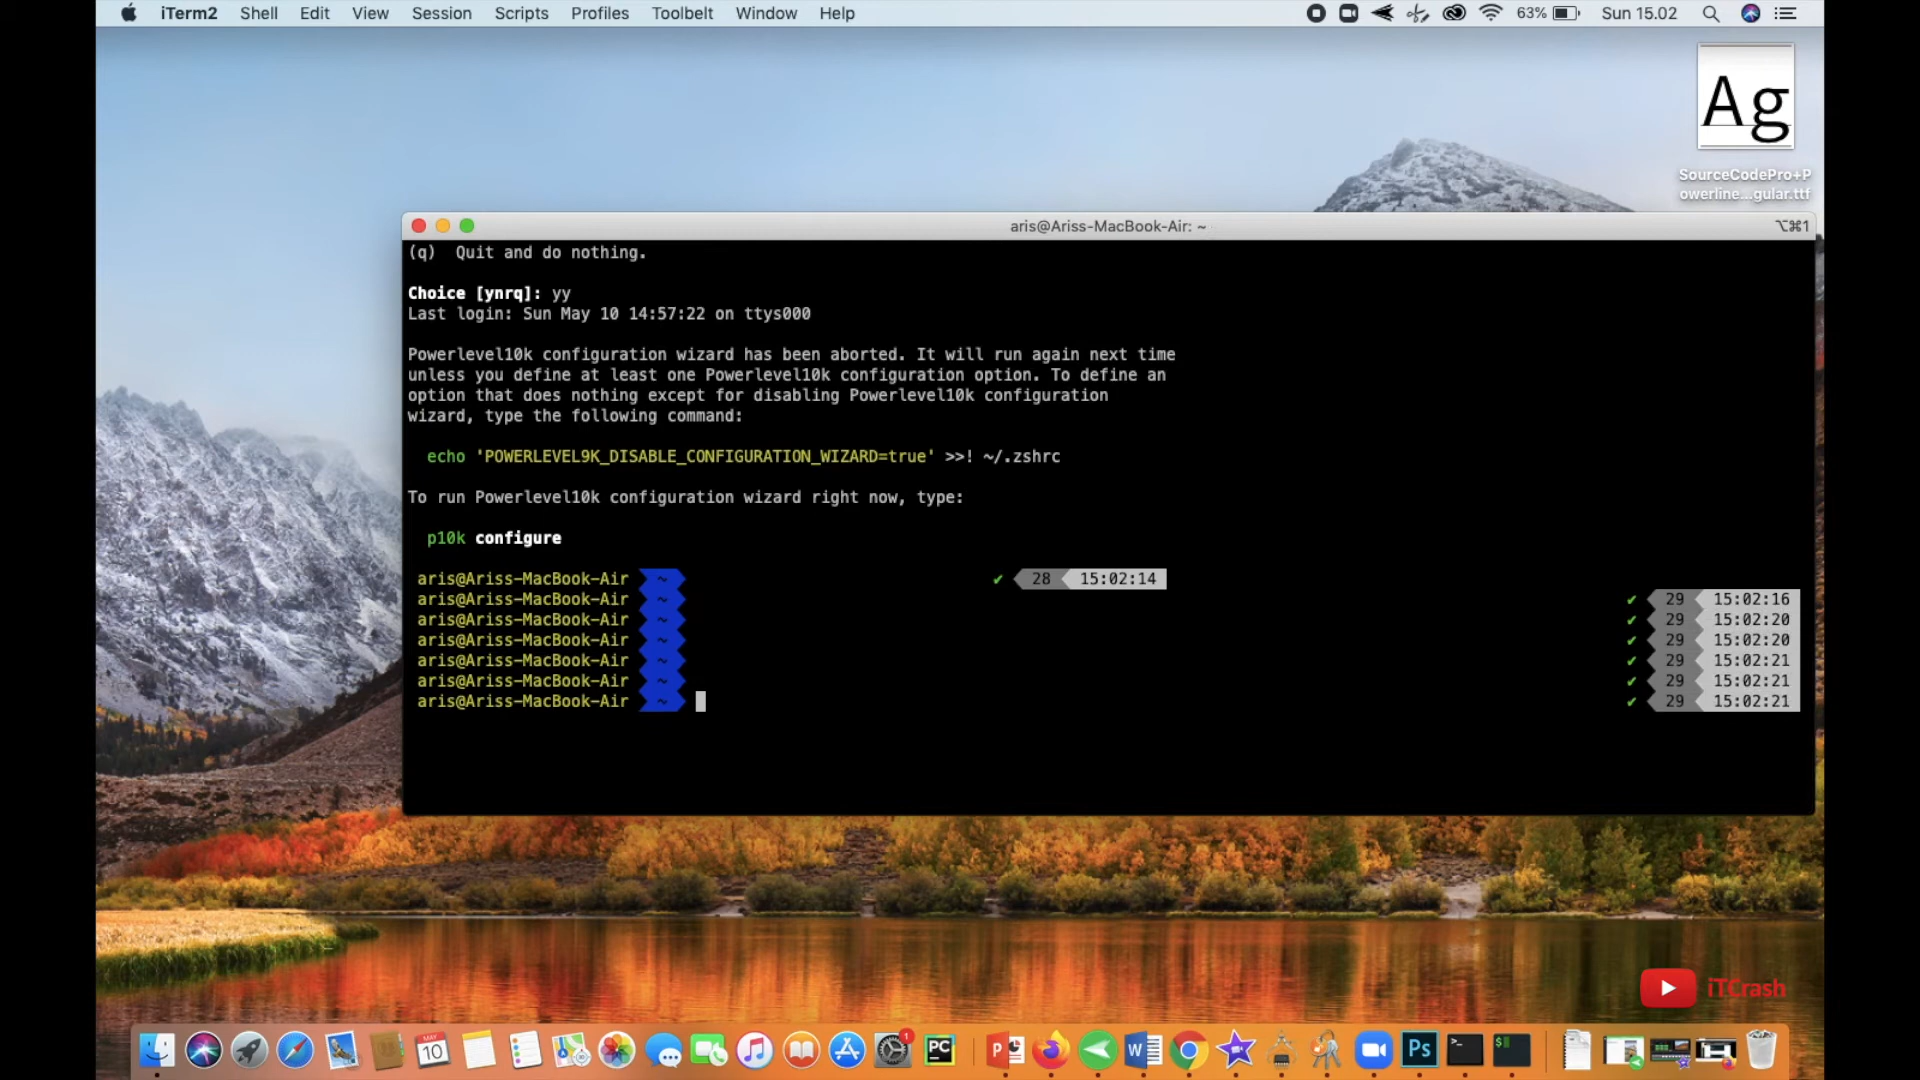 iTerm2 Shell Edit View Session Scripts Profiles Toolbelt Window Help 63% Sun 15.02
Ag
SourceCodePro+P
owerline...gular.ttf
aris@Ariss-MacBook-Air: ~ ⌥⌘1
(q) Quit and do nothing.
Choice [ynrq]: yy
Last login: Sun May 10 14:57:22 on ttys000
Powerlevel10k configuration wizard has been aborted. It will run again next time
unless you define at least one Powerlevel10k configuration option. To define an
option that does nothing except for disabling Powerlevel10k configuration
wizard, type the following command:
echo 'POWERLEVEL9K_DISABLE_CONFIGURATION_WIZARD=true' >>! ~/.zshrc
To run Powerlevel10k configuration wizard right now, type:
p10k configure
aris@Ariss-MacBook-Air ~ ✔ 28 15:02:14
aris@Ariss-MacBook-Air ~ ✔ 29 15:02:16
aris@Ariss-MacBook-Air ~ ✔ 29 15:02:20
aris@Ariss-MacBook-Air ~ ✔ 29 15:02:20
aris@Ariss-MacBook-Air ~ ✔ 29 15:02:21
aris@Ariss-MacBook-Air ~ ✔ 29 15:02:21
aris@Ariss-MacBook-Air ~ ✔ 29 15:02:21
iTCrash
MAY
10
1
PC
P
W
Ps
>_
$